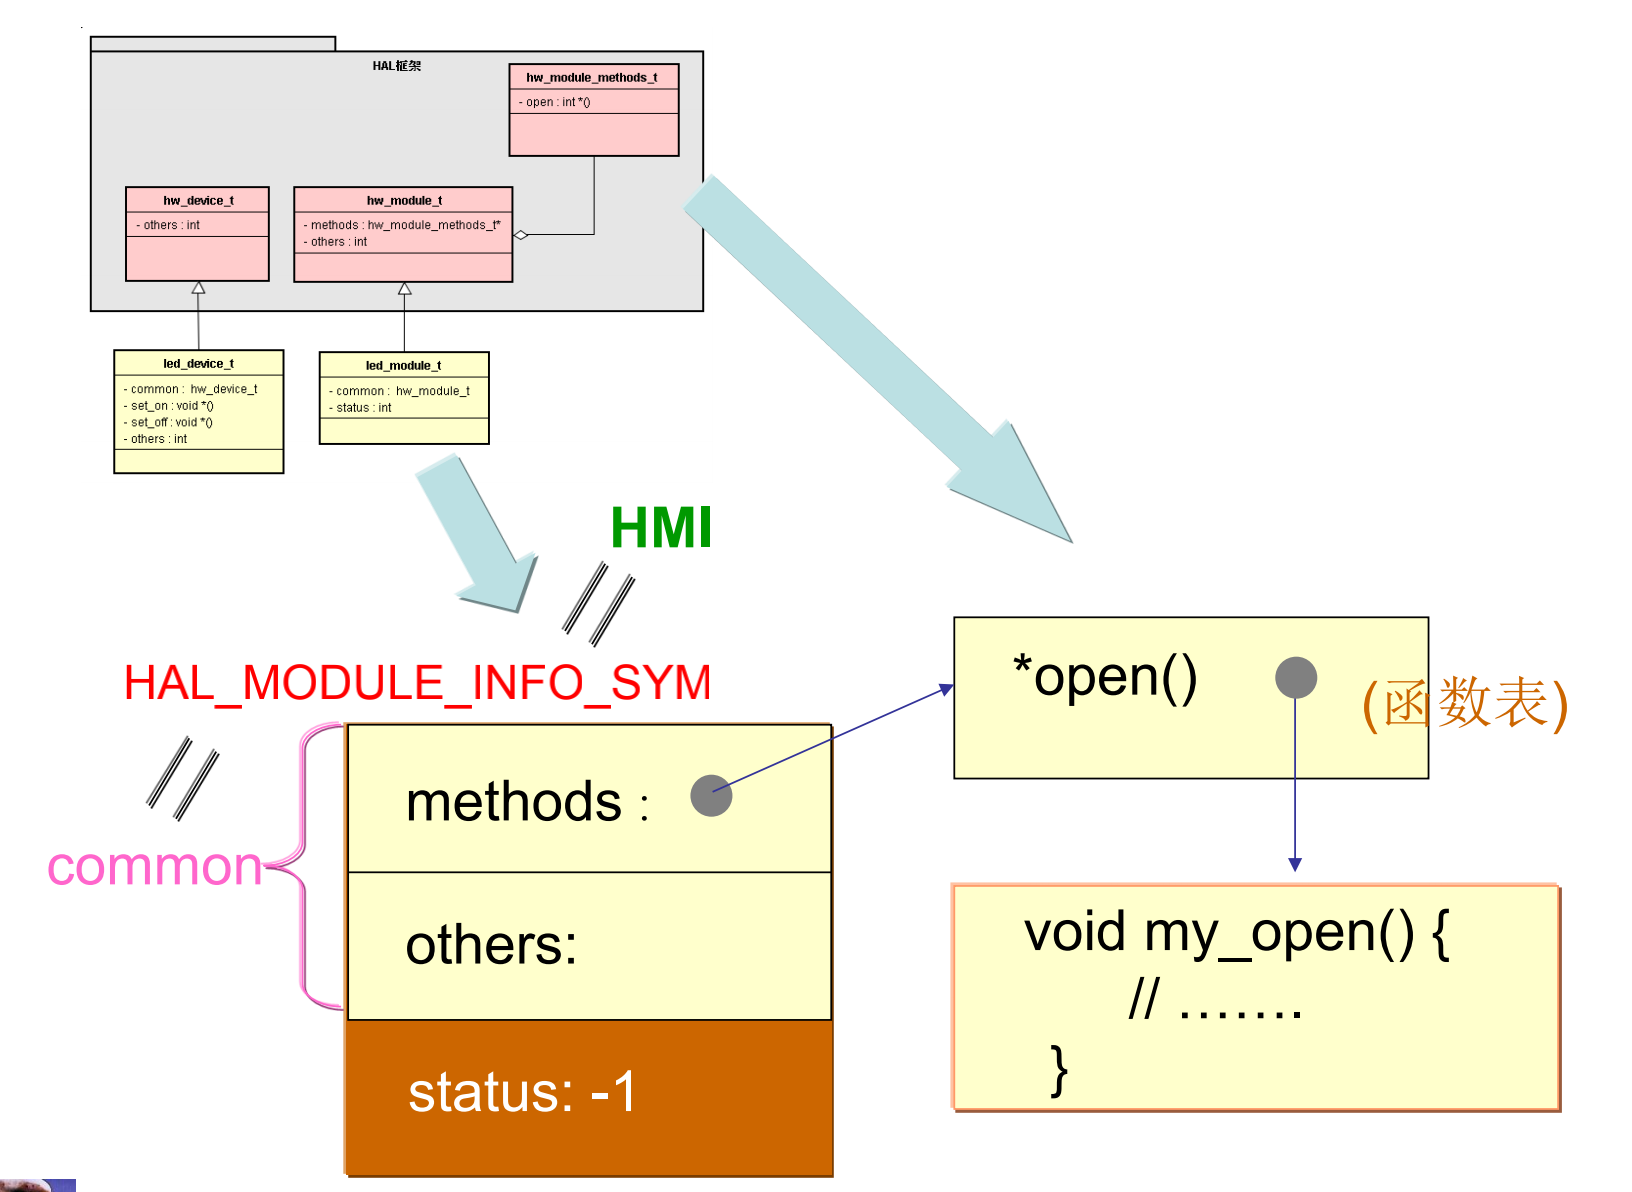 HAL框架
hw_module_methods_t
- open : int *()
hw_device_t
- others : int
hw_module_t
- methods : hw_module_methods_t*
- others : int
led_device_t
- common : hw_device_t
- set_on : void *()
- set_off : void *()
- others : int
led_module_t
- common : hw_module_t
- status : int
HMI
HAL_MODULE_INFO_SYM
common
methods :
others:
status: -1
*open()
(函数表)
void my_open() {
// …….
}